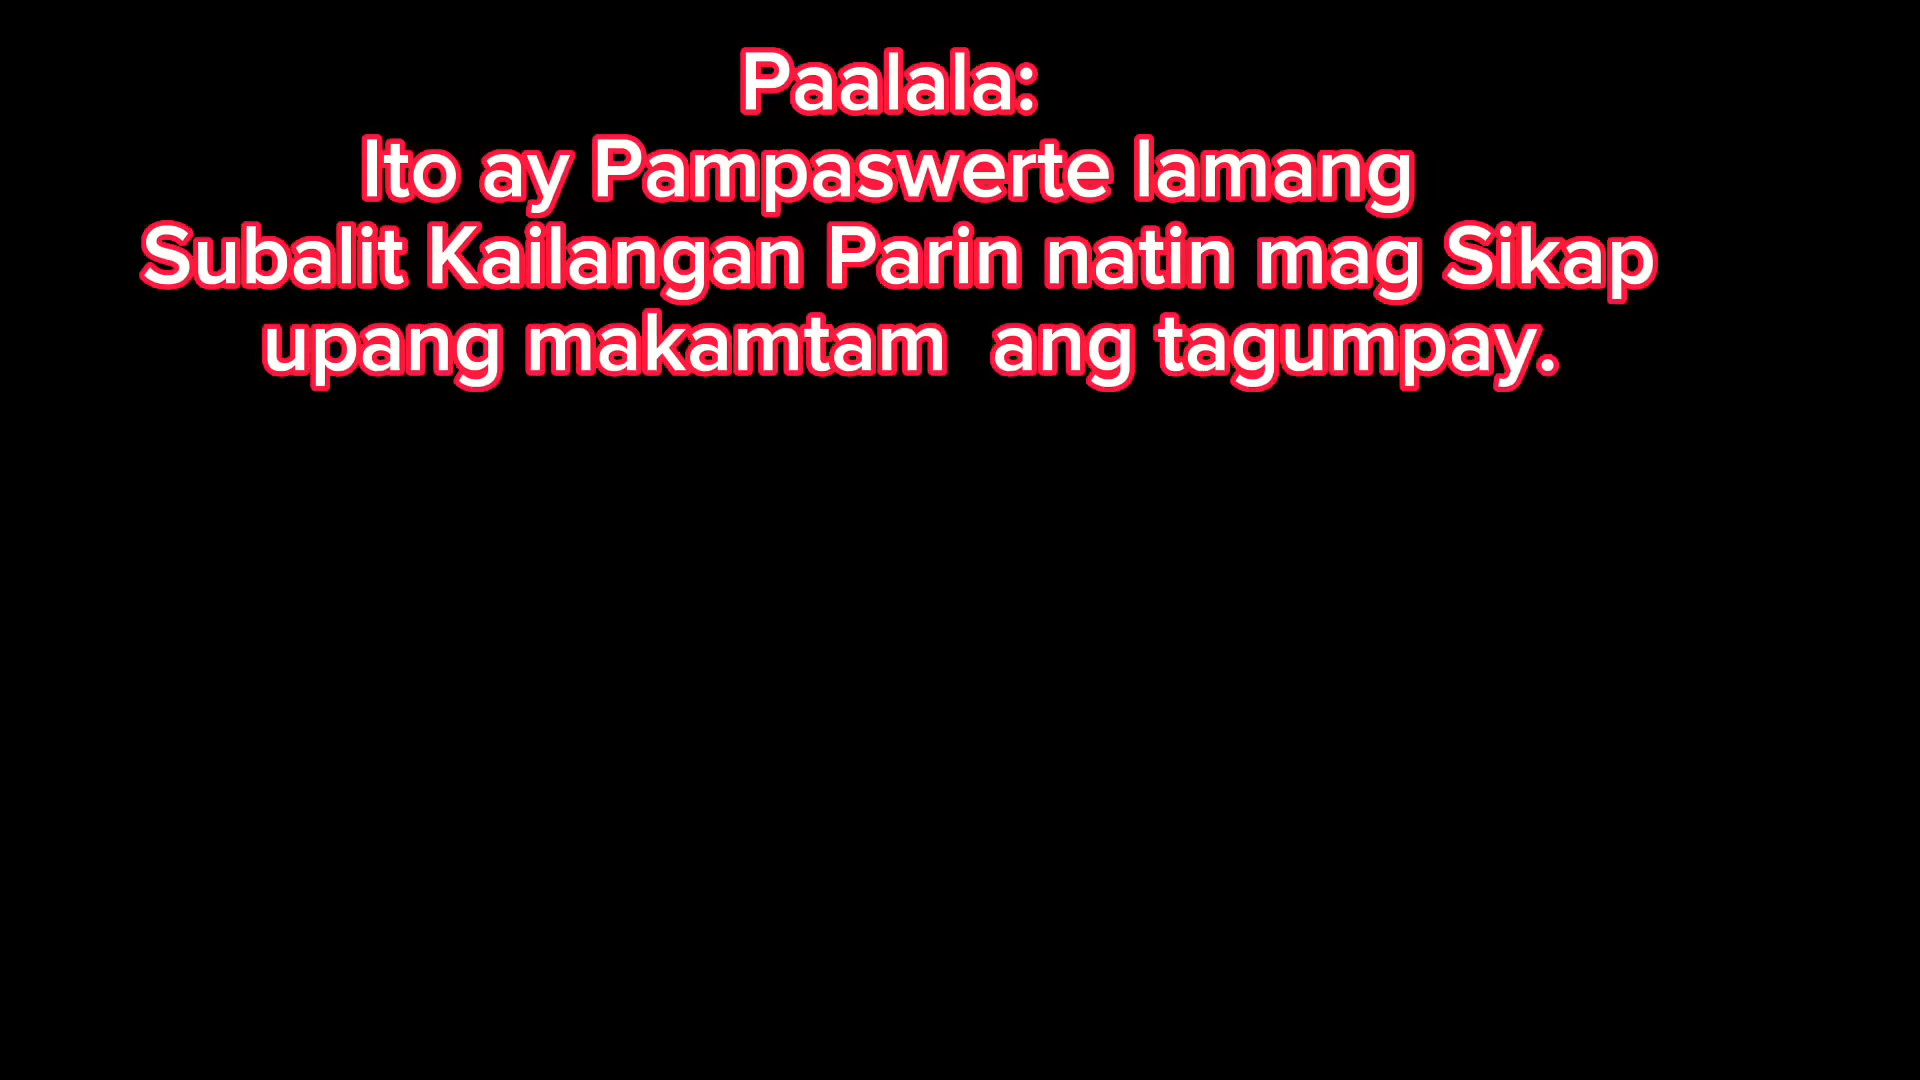 Paalala:
Ito ay Pampaswerte lamang
Subalit Kailangan Parin natin mag Sikap
upang makamtam  ang tagumpay.